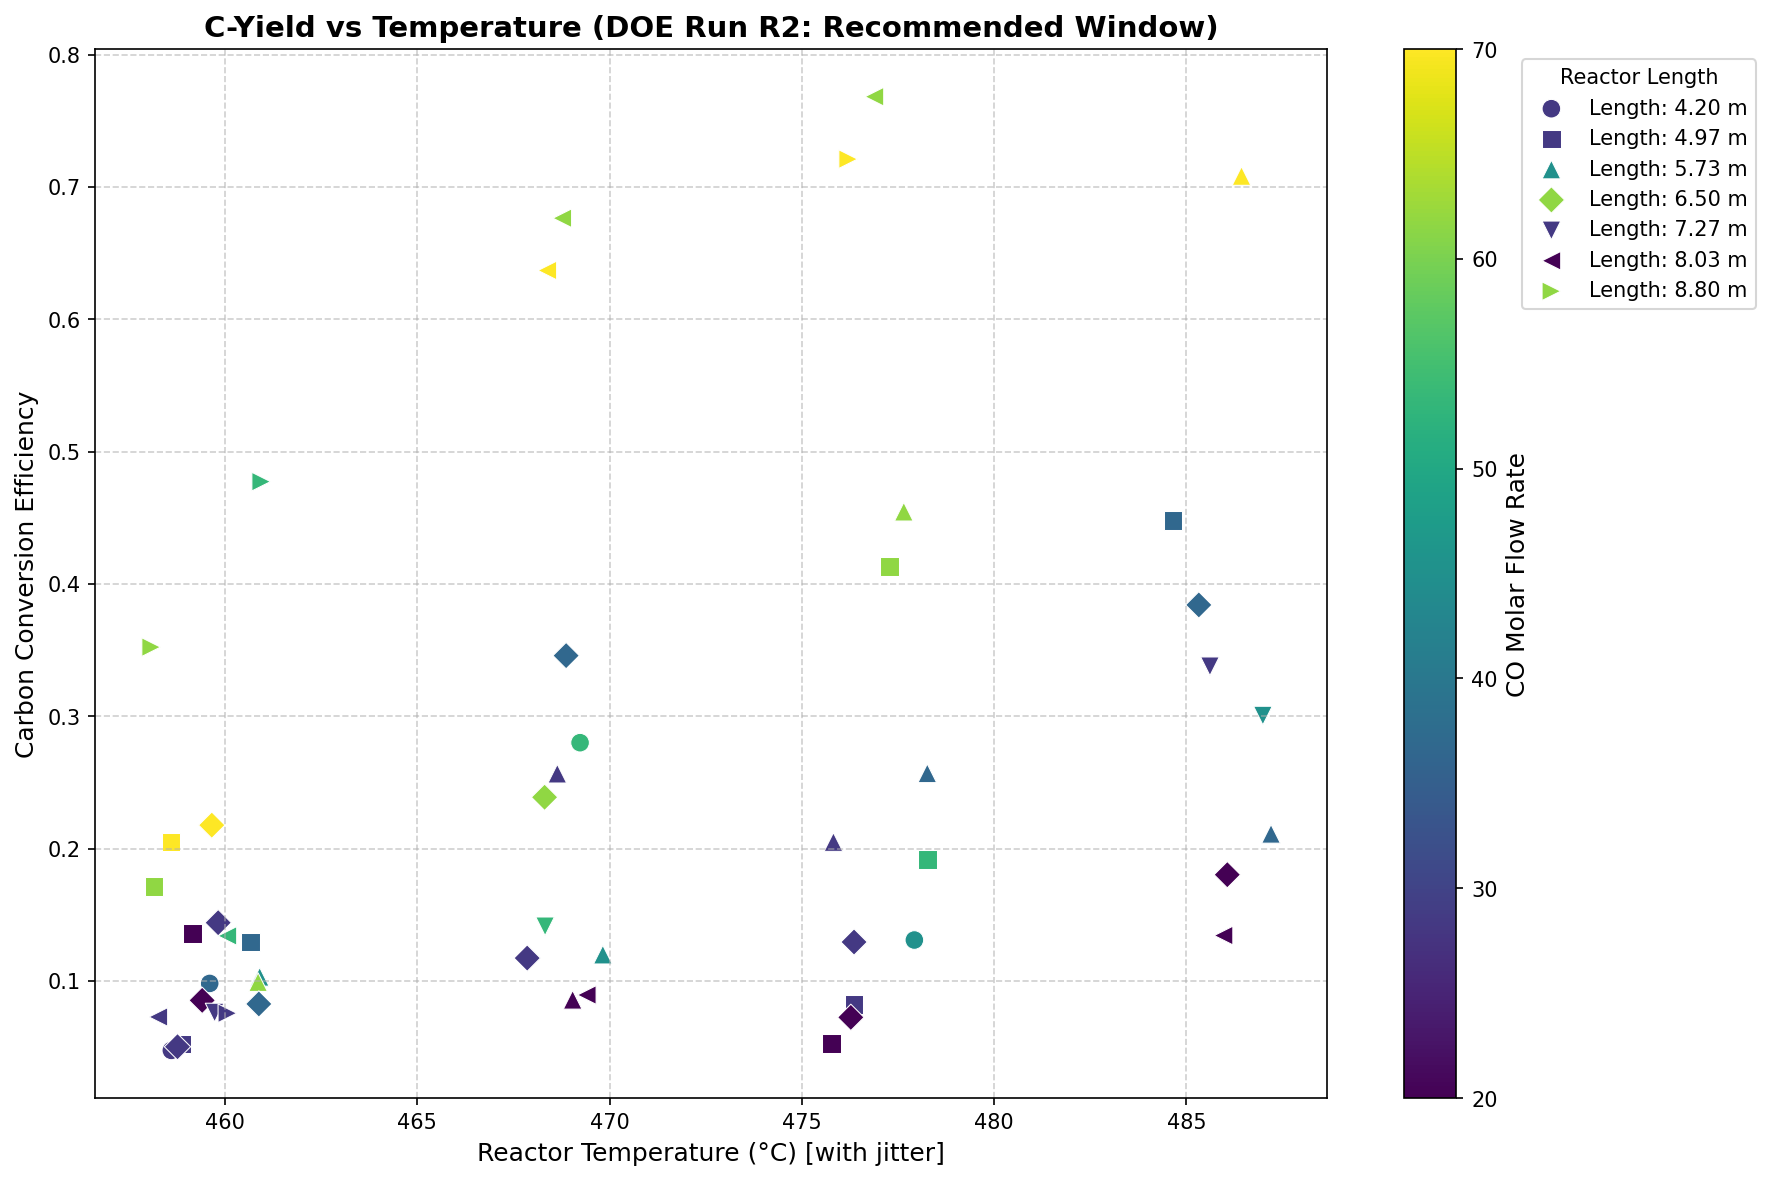 C-Yield vs Temperature (DOE Run R2: Recommended Window)
Carbon Conversion Efficiency
0.8
0.7
0.6
0.5
0.4
0.3
0.2
0.1
460
465
470
475
480
485
Reactor Temperature (°C) [with jitter]
70
60
50
40
30
20
CO Molar Flow Rate
Reactor Length
Length: 4.20 m
Length: 4.97 m
Length: 5.73 m
Length: 6.50 m
Length: 7.27 m
Length: 8.03 m
Length: 8.80 m